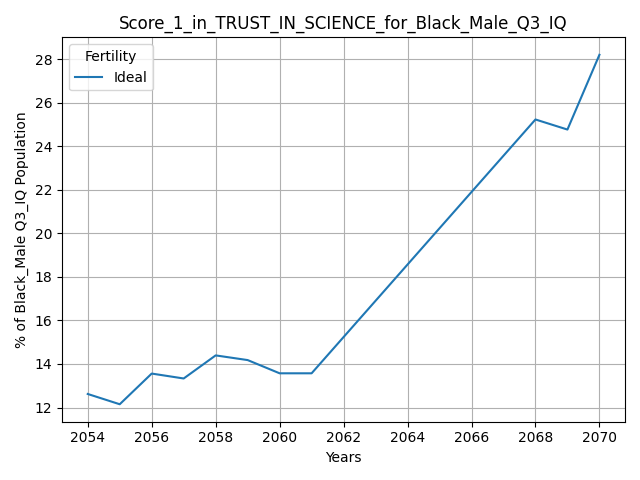 Score_1_in_TRUST_IN_SCIENCE_for_Black_Male_Q3_IQ
Fertility
Ideal
% of Black_Male Q3_IQ Population
28
26
24
22
20
18
16
14
12
2054 2056 2058 2060 2062 2064 2066 2068 2070
Years